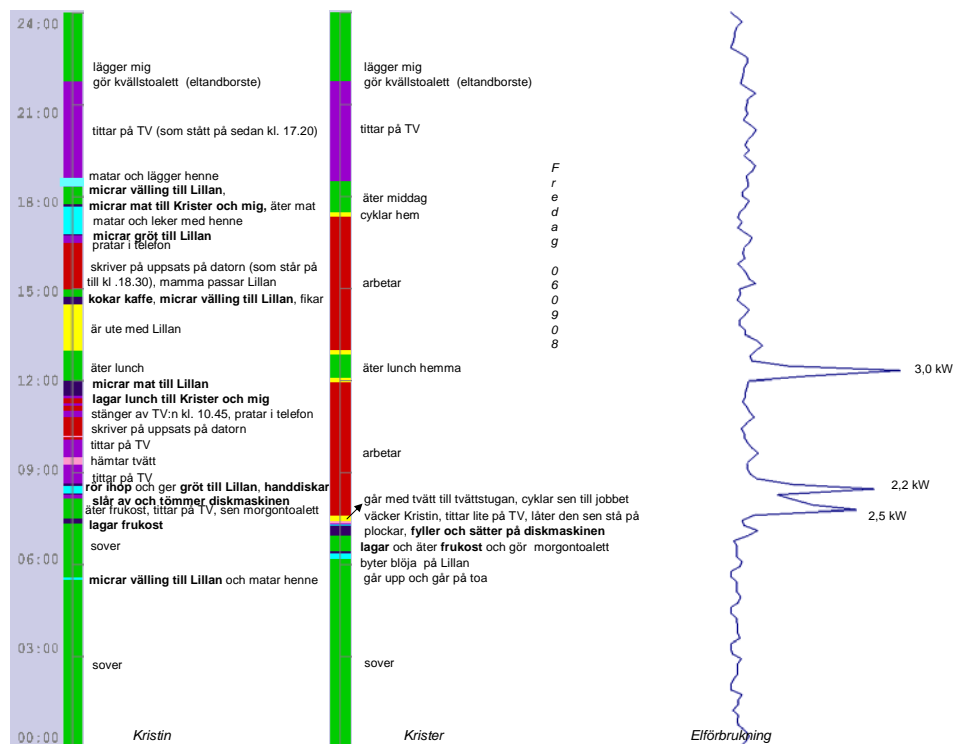 24:00
21:00
18:00
15:00
12:00
09:00
06:00
03:00
00:00
lägger mig
gör kvällstoalett (eltandborste)
tittar på TV (som stått på sedan kl. 17.20)
matar och lägger henne
micrar välling till Lillan,
micrar mat till Krister och mig, äter mat
matar och leker med henne
micrar gröt till Lillan
pratar i telefon
skriver på uppsats på datorn (som står på
till kl .18.30), mamma passar Lillan
kokar kaffe, micrar välling till Lillan, fikar
är ute med Lillan
äter lunch
micrar mat till Lillan
lagar lunch till Krister och mig
stänger av TV:n kl. 10.45, pratar i telefon
skriver på uppsats på datorn
tittar på TV
hämtar tvätt
tittar på TV
rör ihop och ger gröt till Lillan, handdiskar
slår av och tömmer diskmaskinen
äter frukost, tittar på TV, sen morgontoalett
lagar frukost
sover
micrar välling till Lillan och matar henne
sover
Kristin
lägger mig
gör kvällstoalett (eltandborste)
tittar på TV
äter middag
cyklar hem
arbetar
äter lunch hemma
arbetar
går med tvätt till tvättstugan, cyklar sen till jobbet
väcker Kristin, tittar lite på TV, låter den sen stå på
plockar, fyller och sätter på diskmaskinen
lagar och äter frukost och gör morgontoalett
byter blöja på Lillan
går upp och går på toa
sover
Krister
F
r
e
d
a
g
0
6
0
9
0
8
3,0 kW
2,2 kW
2,5 kW
Elförbrukning